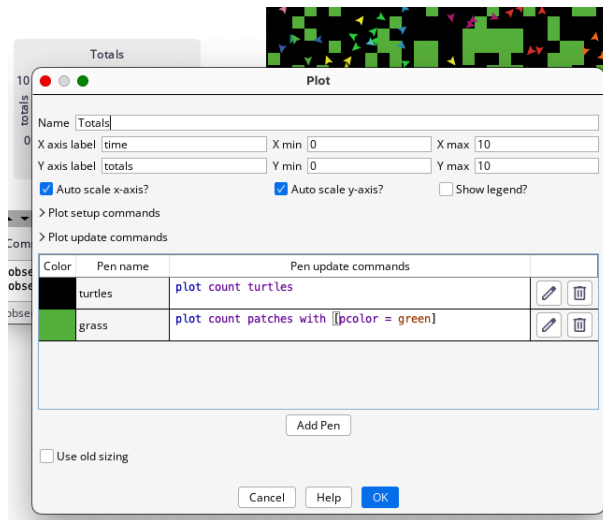 Totals
10
totals
0
Plot
Name Totals
X axis label time X min 0 X max 10
Y axis label totals Y min 0 Y max 10
Auto scale x-axis? Auto scale y-axis? Show legend?
Plot setup commands
Plot update commands
Color Pen name Pen update commands
turtles plot count turtles
grass plot count patches with [pcolor = green]
Add Pen
Use old sizing
Cancel Help OK
Com
obse
obse
obse